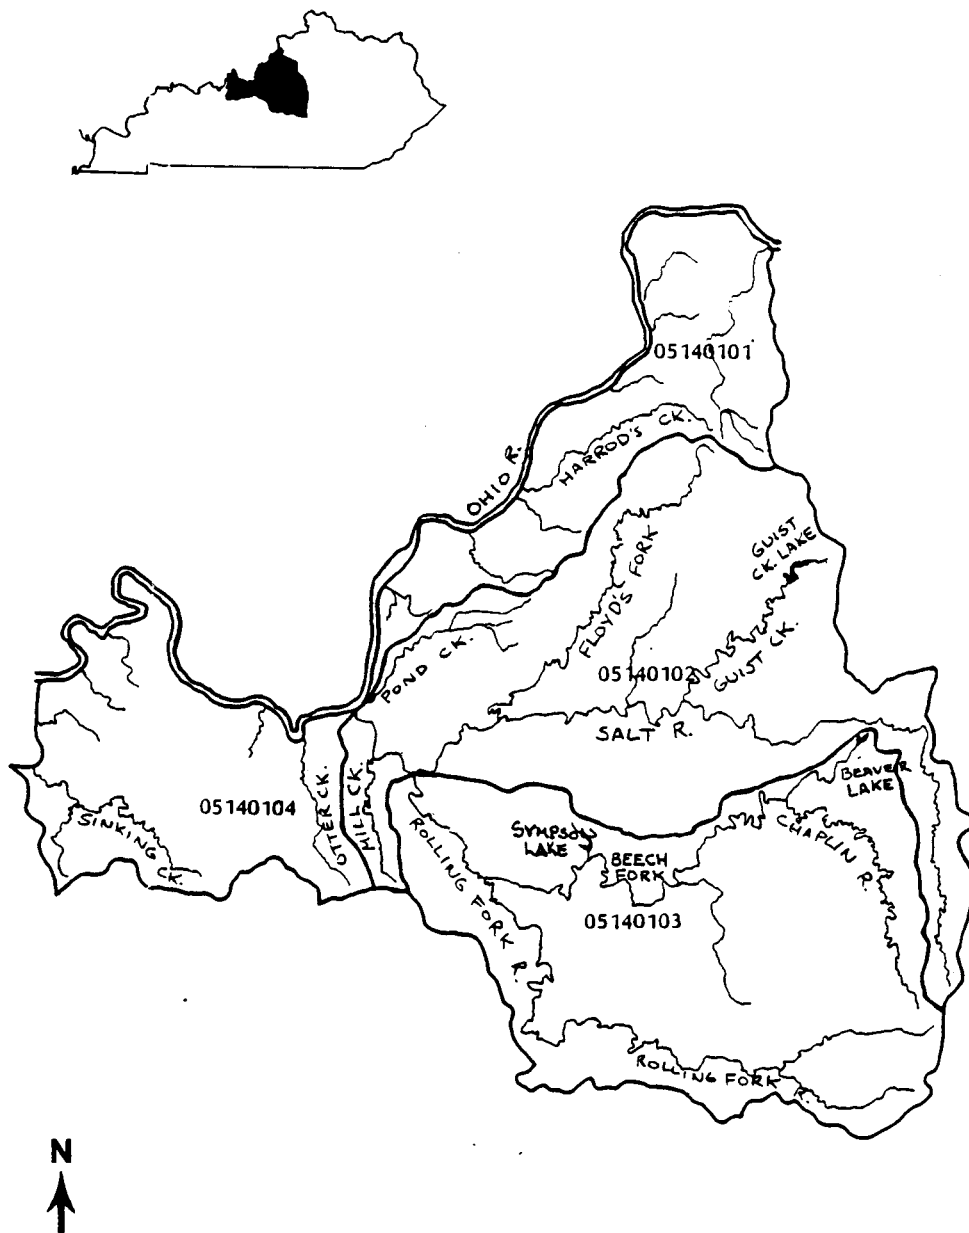 05140101
HARROD'S CK.
OHIO R.
GUIST
CK. LAKE
FLOYD'S FORK
GUIST CK.
POND CK.
05140102
SALT R.
BEAVER
LAKE
05140104
SINKING CK.
OTTER CK.
MILL CK.
ROLLING FORK R.
SYMPSON
LAKE
BEECH
FORK
CHAPLIN R.
05140103
ROLLING FORK R.
N